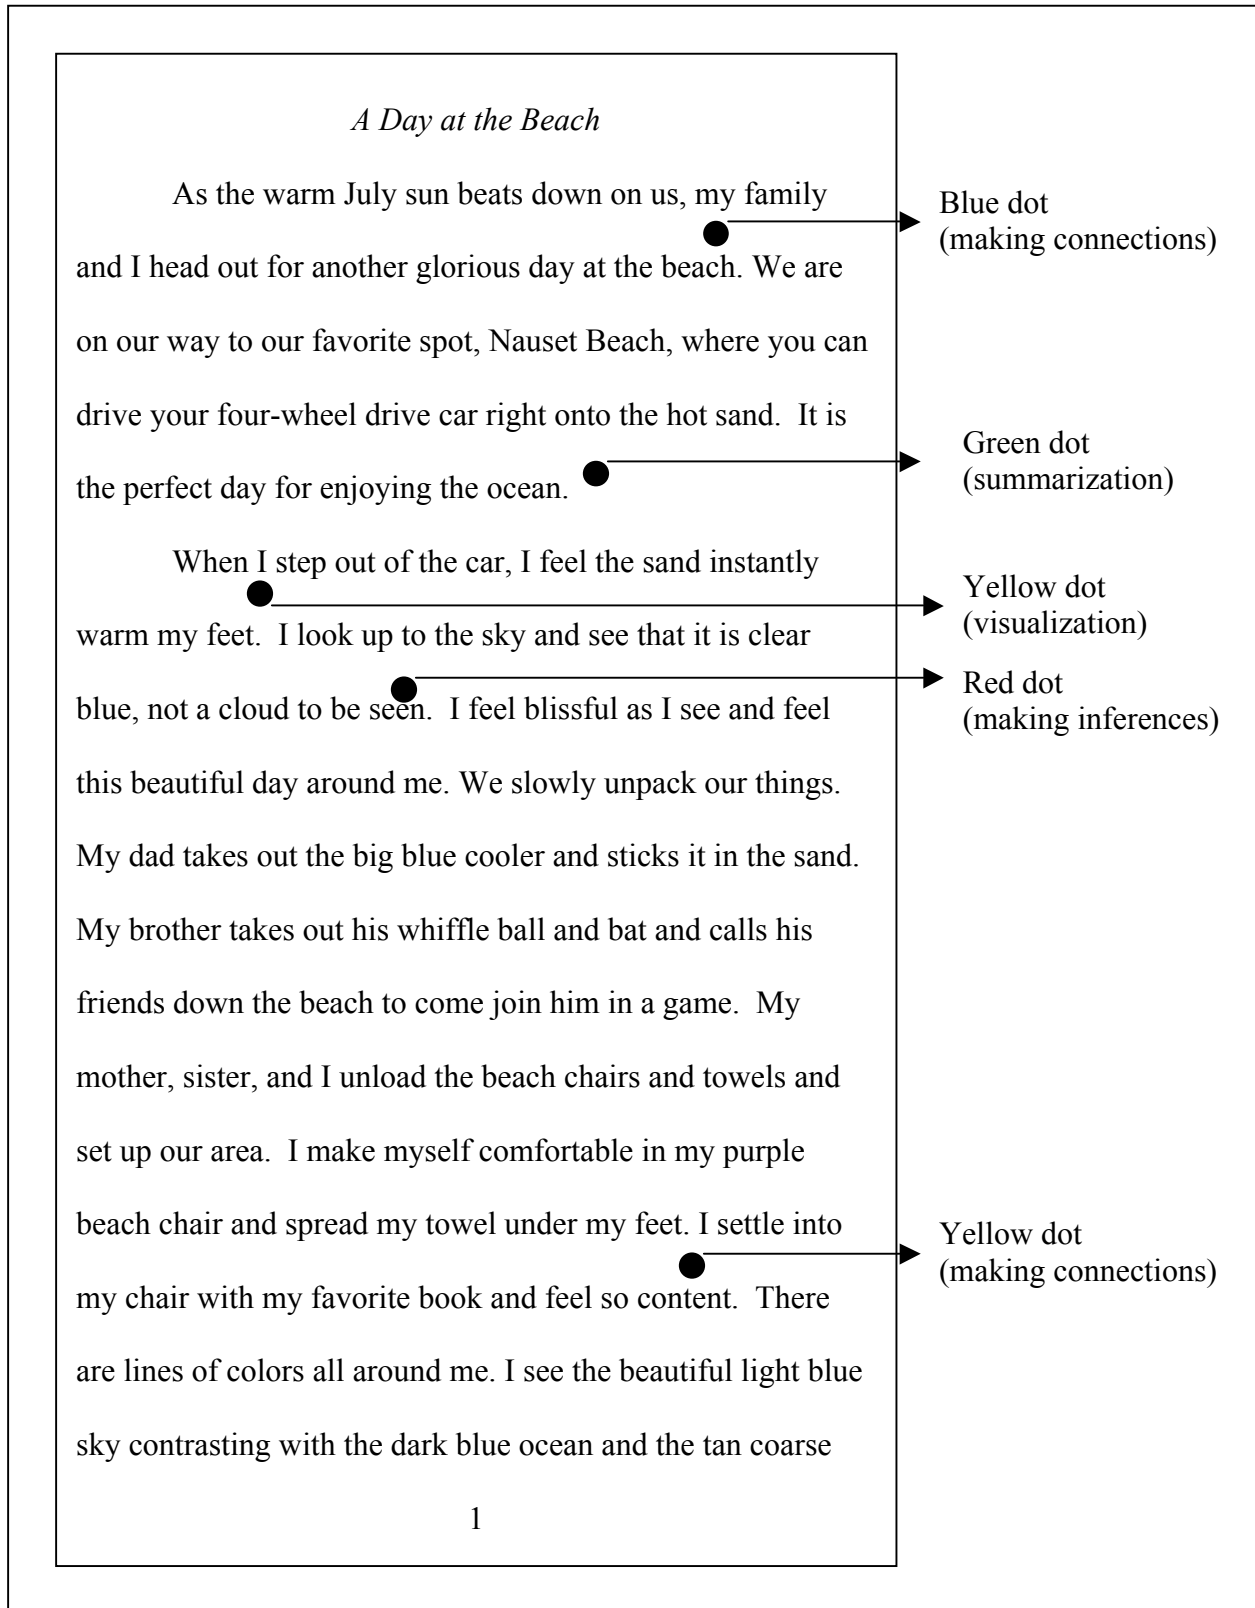 A Day at the Beach
As the warm July sun beats down on us, my family
and I head out for another glorious day at the beach. We are
on our way to our favorite spot, Nauset Beach, where you can
drive your four-wheel drive car right onto the hot sand.  It is
the perfect day for enjoying the ocean.
When I step out of the car, I feel the sand instantly
warm my feet.  I look up to the sky and see that it is clear
blue, not a cloud to be seen.  I feel blissful as I see and feel
this beautiful day around me. We slowly unpack our things.
My dad takes out the big blue cooler and sticks it in the sand.
My brother takes out his whiffle ball and bat and calls his
friends down the beach to come join him in a game.  My
mother, sister, and I unload the beach chairs and towels and
set up our area.  I make myself comfortable in my purple
beach chair and spread my towel under my feet. I settle into
my chair with my favorite book and feel so content.  There
are lines of colors all around me. I see the beautiful light blue
sky contrasting with the dark blue ocean and the tan coarse
1
Blue dot
(making connections)
Green dot
(summarization)
Yellow dot
(visualization)
Red dot
(making inferences)
Yellow dot
(making connections)